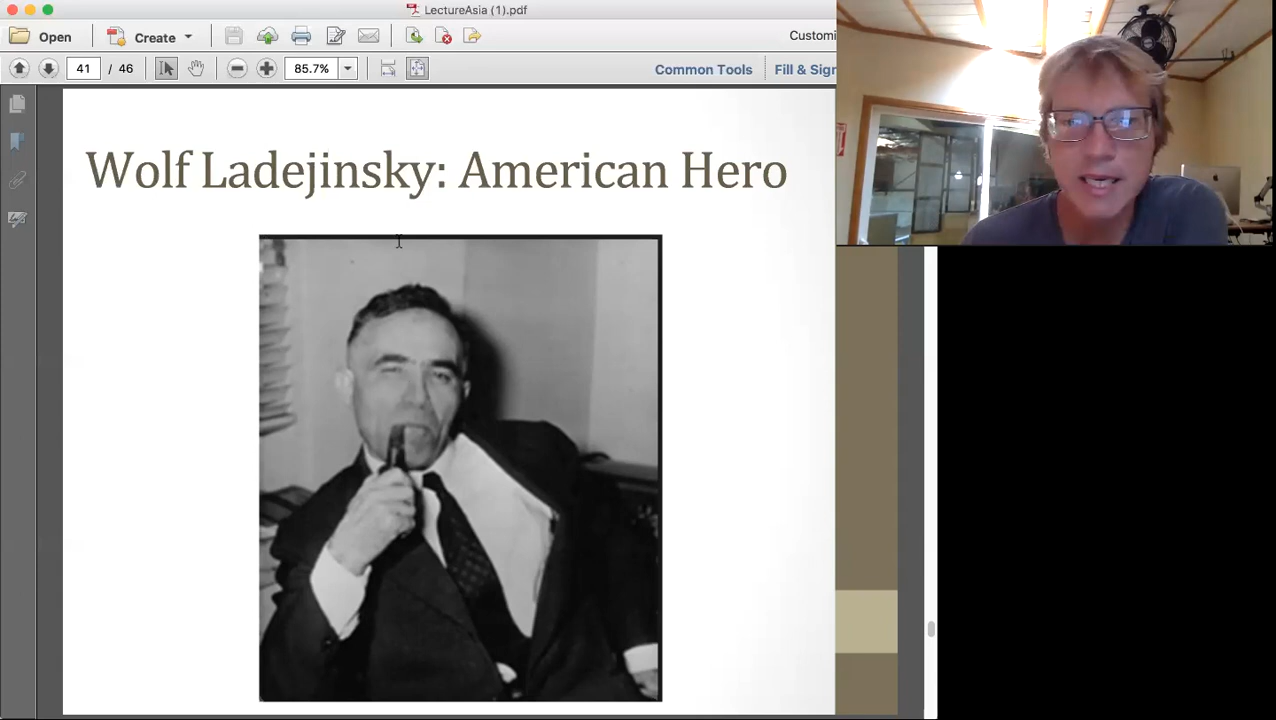 LectureAsia (1).pdf
Open
Create
Customi
41 / 46
85.7%
Common Tools
Fill & Sign
Wolf Ladejinsky: American Hero